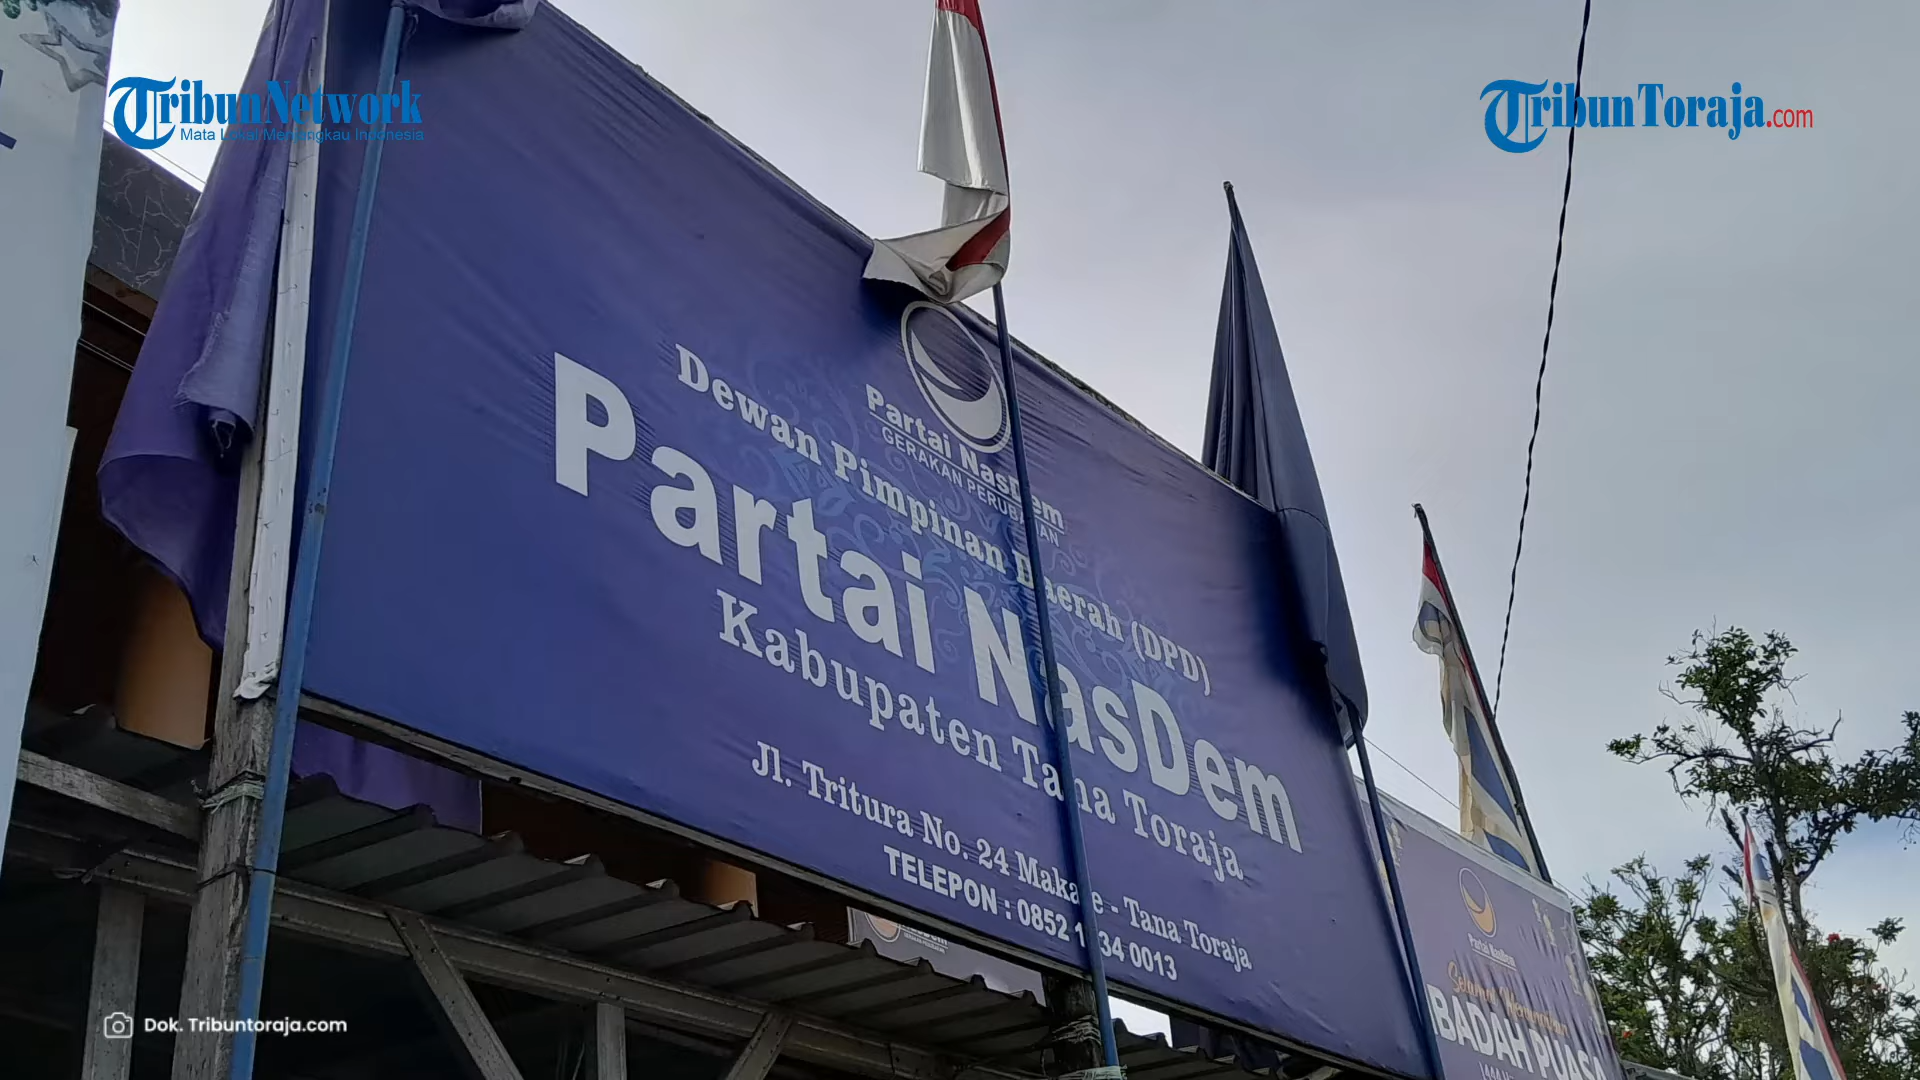 TribunNetwork
Mata Lokal Menjangkau Indonesia
TribunToraja.com
Partai NasDem
GERAKAN PERUBAHAN
Dewan Pimpinan Daerah (DPD)
Partai NasDem
Kabupaten Tana Toraja
Jl. Tritura No. 24 Makale - Tana Toraja
TELEPON : 0852 1 34 0013
Partai NasDem
Selamat Menunaikan
IBADAH PUASA
Dok. Tribuntoraja.com